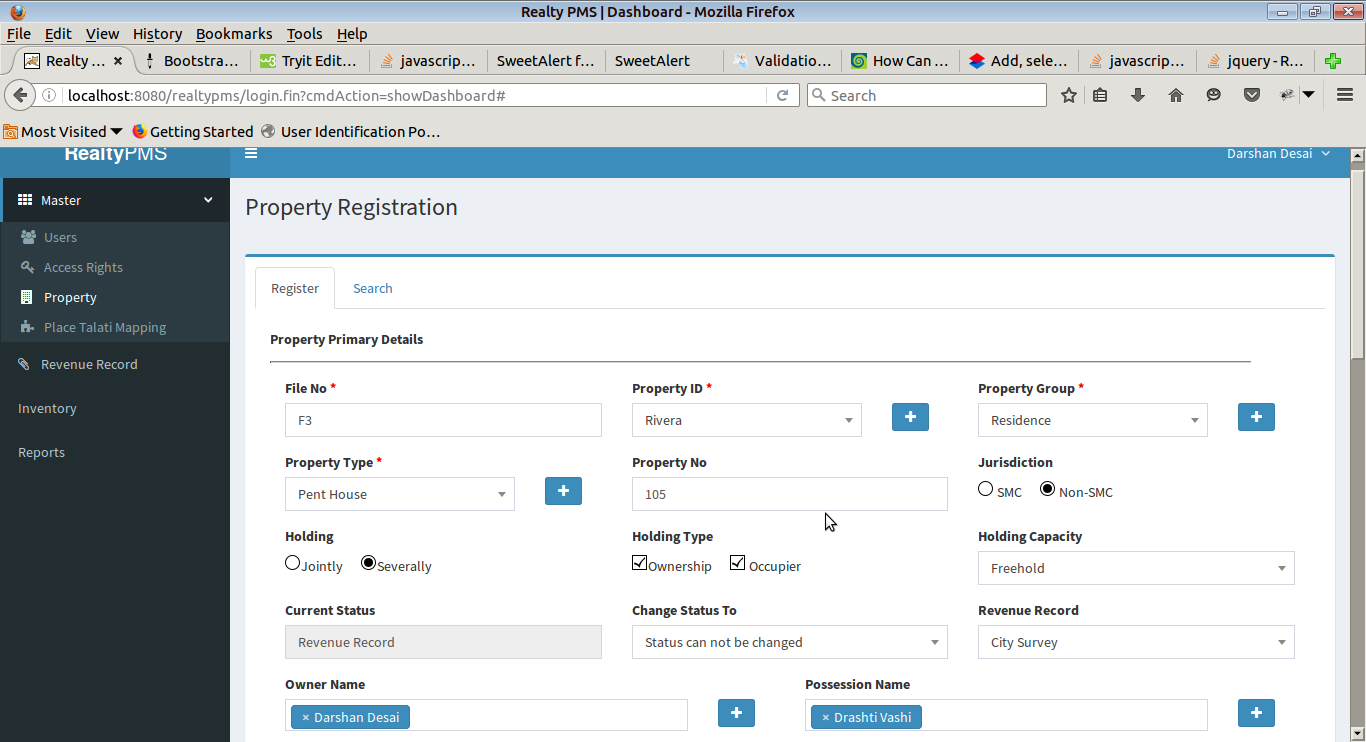 Realty PMS | Dashboard - Mozilla Firefox
File Edit View History Bookmarks Tools Help
Realty ... × Bootstra... Tryit Edit... javascrip... SweetAlert f... SweetAlert Validatio... How Can ... Add, sele... javascrip... jquery - R...
localhost:8080/realtypms/login.fin?cmdAction=showDashboard# Search
Most Visited Getting Started User Identification Po...
RealtyPMS Darshan Desai
Master
Users
Access Rights
Property
Place Talati Mapping
Revenue Record
Inventory
Reports
Property Registration
Register Search
Property Primary Details
File No * Property ID * Property Group *
F3 Rivera + Residence +
Property Type * Property No Jurisdiction
Pent House + 105 SMC Non-SMC
Holding Holding Type Holding Capacity
Jointly Severally Ownership Occupier Freehold
Current Status Change Status To Revenue Record
Revenue Record Status can not be changed City Survey
Owner Name Possession Name
× Darshan Desai + × Drashti Vashi +